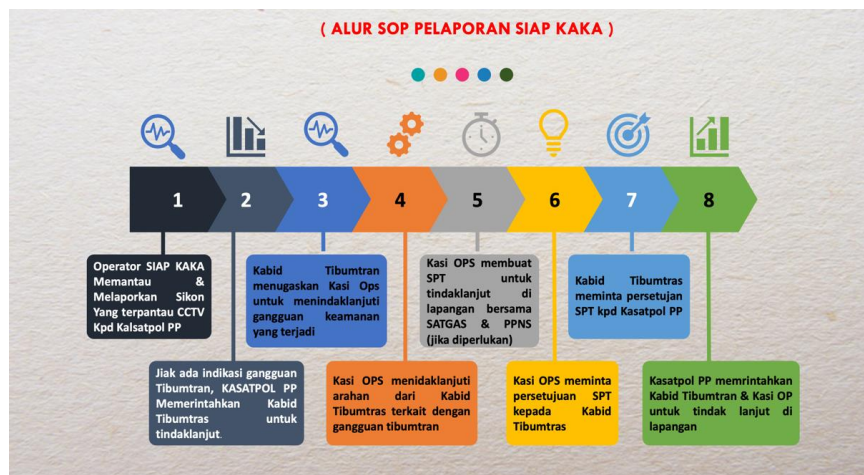 ( ALUR SOP PELAPORAN SIAP KAKA )
1
2
3
4
5
6
7
8
Operator SIAP KAKA
Memantau &
Melaporkan Sikon
Yang terpantau CCTV
Kpd Kalsatpol PP
Jiak ada indikasi gangguan
Tibumtran, KASATPOL PP
Memerintahkan Kabid
Tibumtras untuk
tindaklanjut.
Kabid Tibumtran
menugaskan Kasi Ops
untuk menindaklanjuti
gangguan keamanan
yang terjadi
Kasi OPS menidaklanjuti
arahan dari Kabid
Tibumtras terkait dengan
gangguan tibumtran
Kasi OPS membuat
SPT untuk
tindaklanjut di
lapangan bersama
SATGAS & PPNS
(jika diperlukan)
Kasi OPS meminta
persetujuan SPT
kepada Kabid
Tibumtras
Kabid Tibumtras
meminta persetujan
SPT kpd Kasatpol PP
Kasatpol PP memrintahkan
Kabid Tibumtran & Kasi OP
untuk tindak lanjut di
lapangan